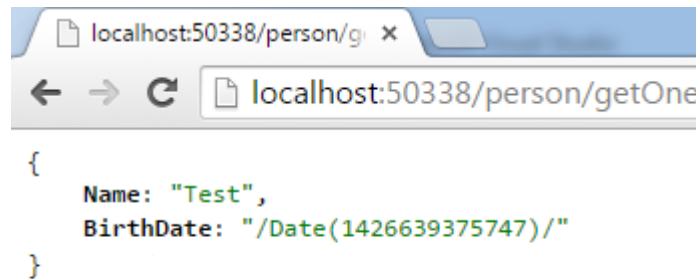 localhost:50338/person/g
localhost:50338/person/getOne
{
Name: "Test",
BirthDate: "/Date(1426639375747)/"
}